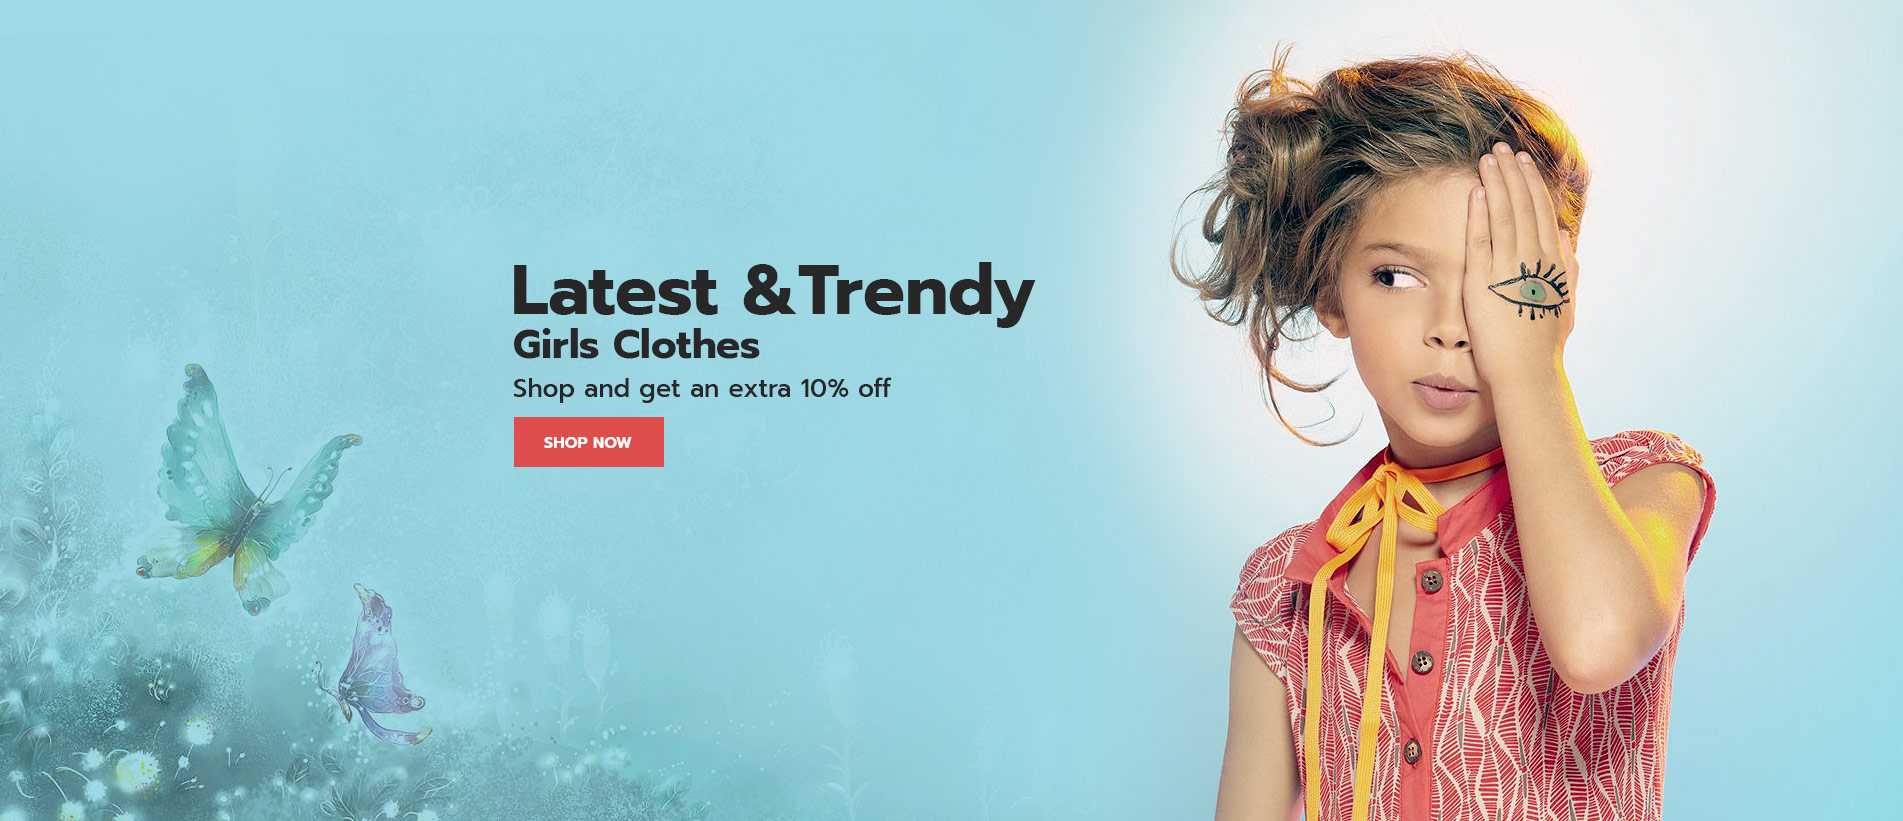 Latest & Trendy
Girls Clothes
Shop and get an extra 10% off
SHOP NOW